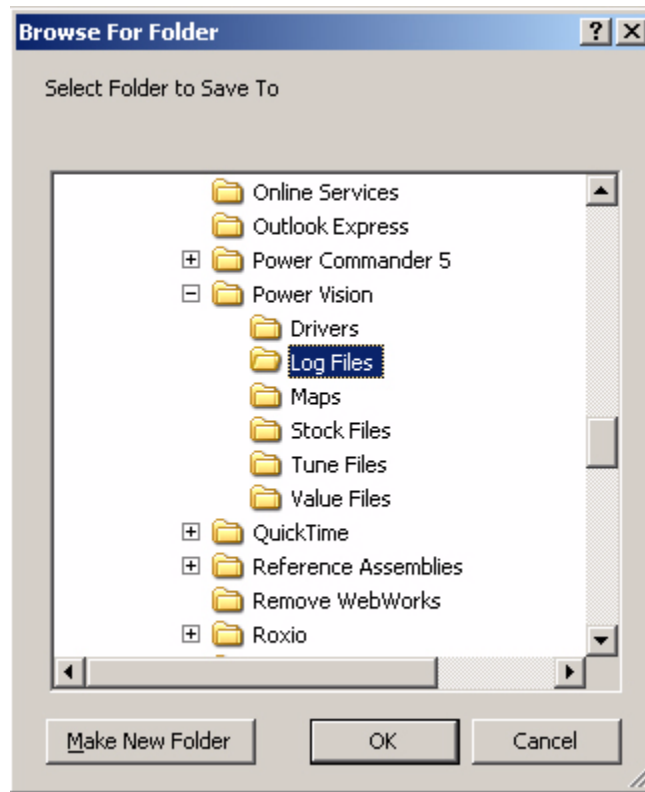 Browse For Folder
Select Folder to Save To
Online Services
Outlook Express
Power Commander 5
Power Vision
Drivers
Log Files
Maps
Stock Files
Tune Files
Value Files
QuickTime
Reference Assemblies
Remove WebWorks
Roxio
Make New Folder
OK
Cancel